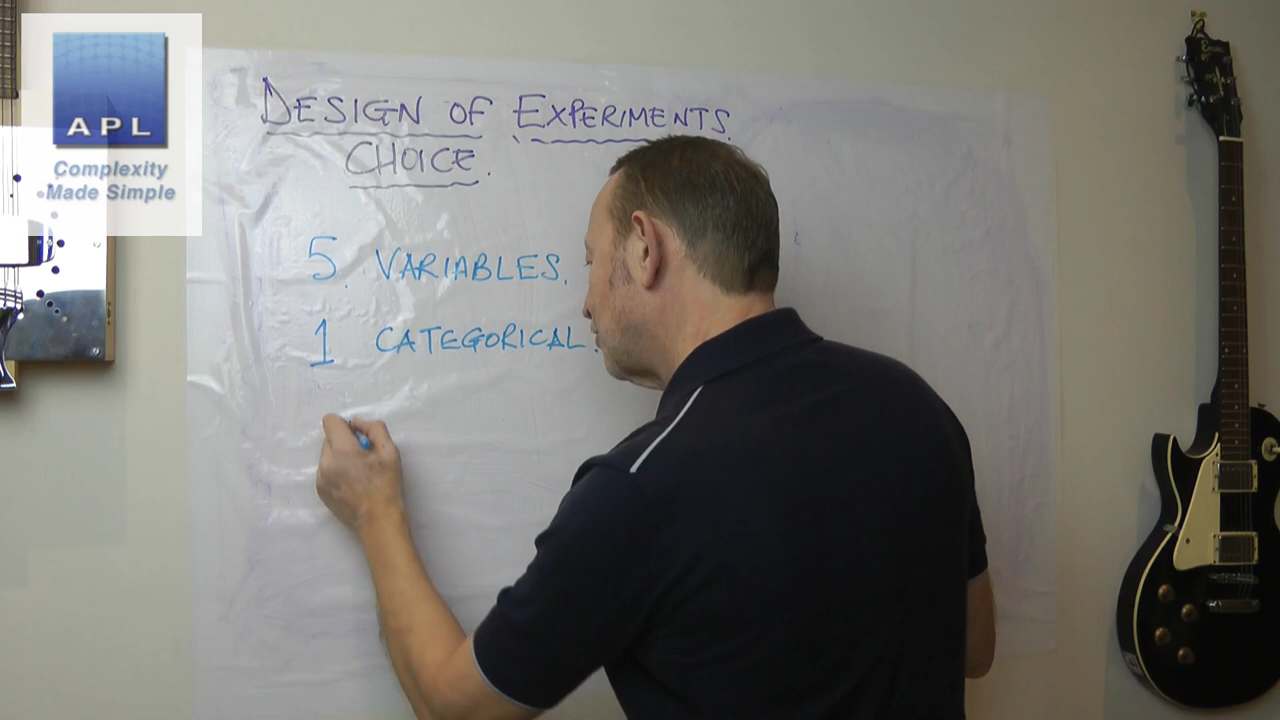 APL
Complexity
Made Simple
DESIGN OF EXPERIMENTS.
CHOICE.
5. VARIABLES.
1 CATEGORICAL.